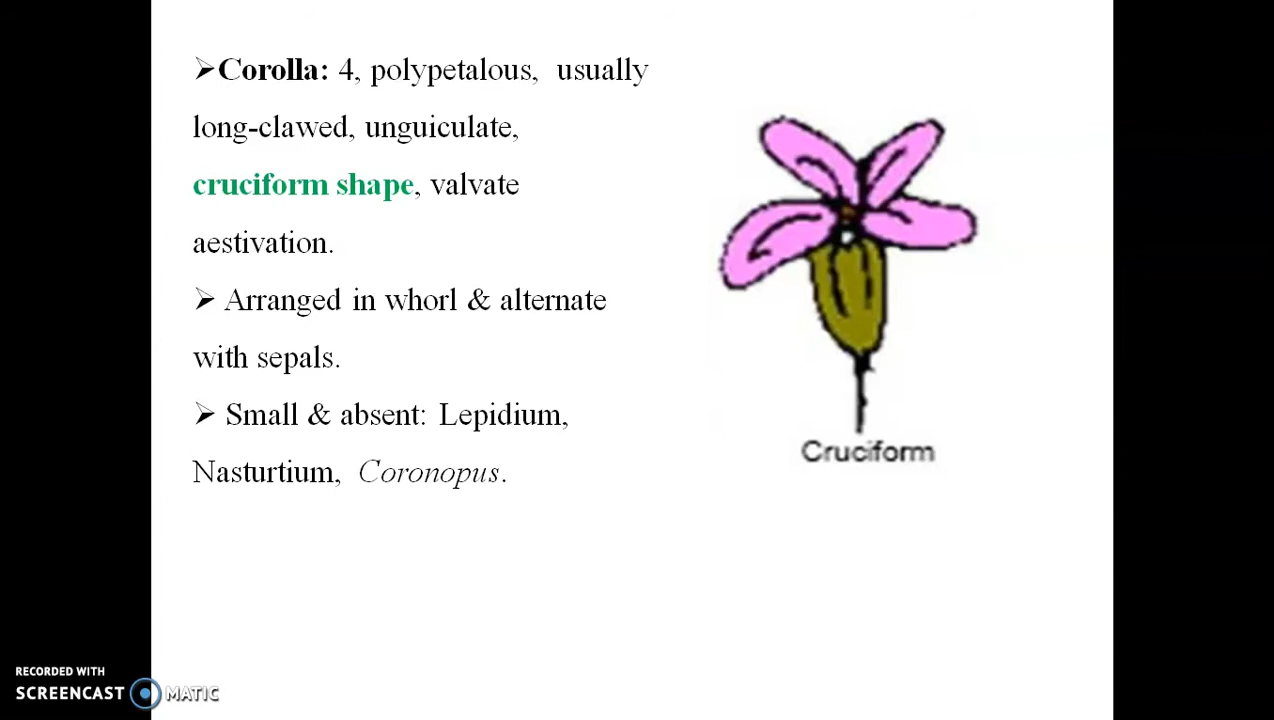 ➢Corolla: 4, polypetalous, usually
long-clawed, unguiculate,
cruciform shape, valvate
aestivation.
➢ Arranged in whorl & alternate
with sepals.
➢ Small & absent: Lepidium,
Nasturtium, Coronopus.
Cruciform
RECORDED WITH
SCREENCAST MATIC